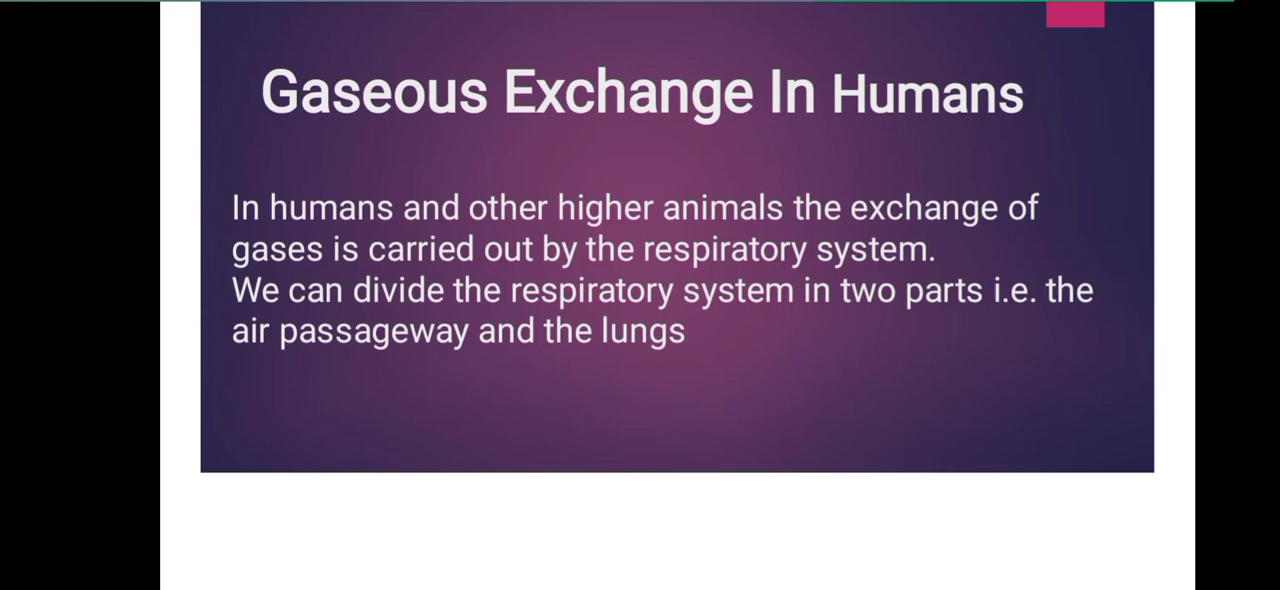 Gaseous Exchange In Humans
In humans and other higher animals the exchange of
gases is carried out by the respiratory system.
We can divide the respiratory system in two parts i.e. the
air passageway and the lungs